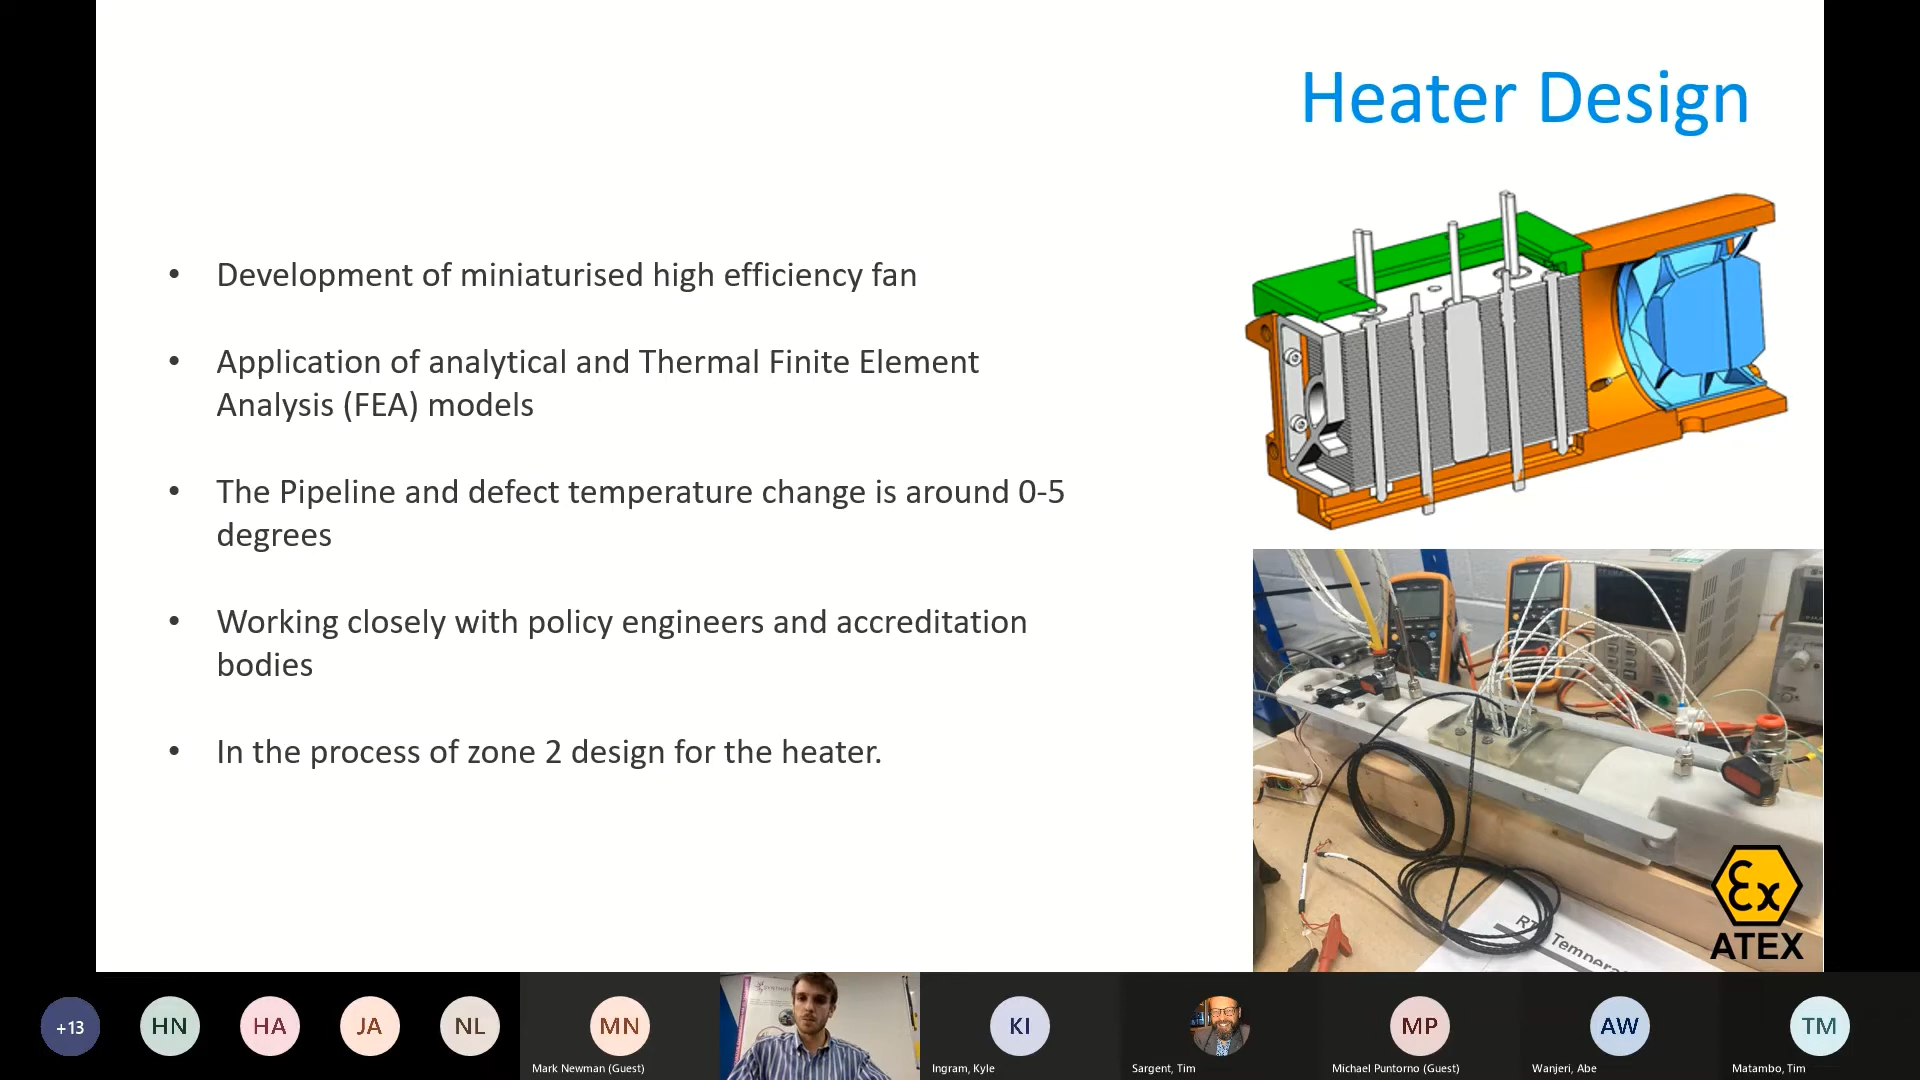 Heater Design
• Development of miniaturised high efficiency fan
• Application of analytical and Thermal Finite Element
Analysis (FEA) models
• The Pipeline and defect temperature change is around 0-5
degrees
• Working closely with policy engineers and accreditation
bodies
• In the process of zone 2 design for the heater.
Ex
ATEX
+13
HN
HA
JA
NL
MN
KI
MP
AW
TM
Mark Newman (Guest)
Ingram, Kyle
Sargent, Tim
Michael Puntorno (Guest)
Wanjeri, Abe
Matambo, Tim